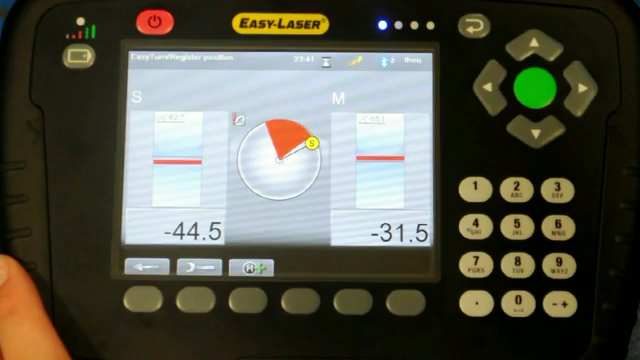 EASY-LASER®
EasyTurn/Register position
23:41
2
thou
S
M
S
-44.5
-31.5
M
1
2
ABC
3
DEF
4
GHI
5
JKL
6
MNO
7
PQRS
8
TUV
9
WXYZ
.
0
-+